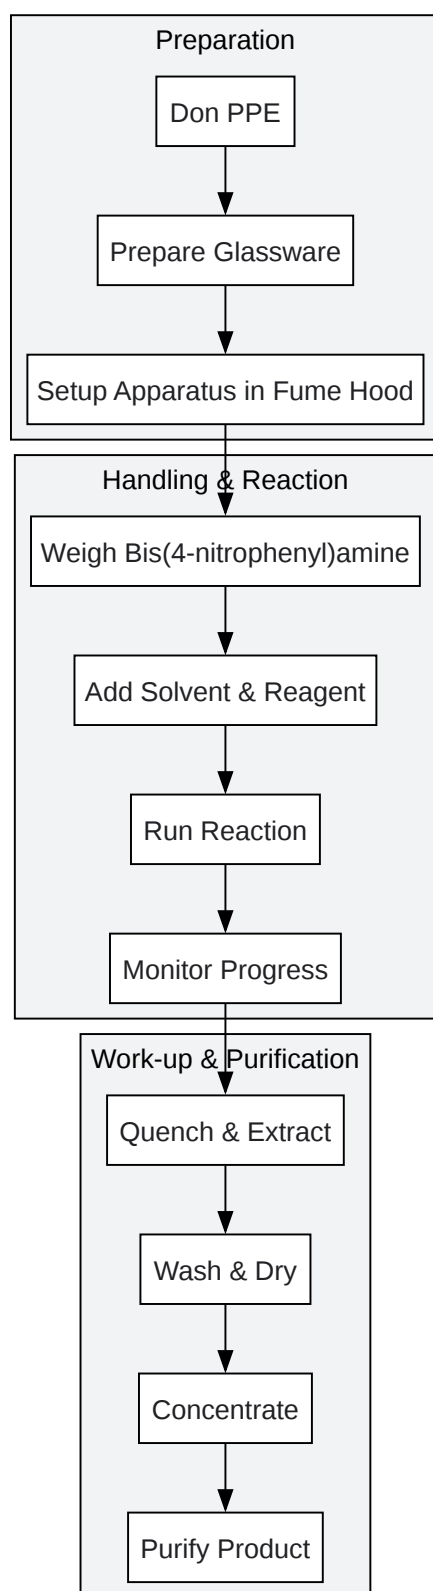 Preparation
Don PPE
Prepare Glassware
Setup Apparatus in Fume Hood
Handling & Reaction
Weigh Bis(4-nitrophenyl)amine
Add Solvent & Reagent
Run Reaction
Monitor Progress
Work-up & Purification
Quench & Extract
Wash & Dry
Concentrate
Purify Product